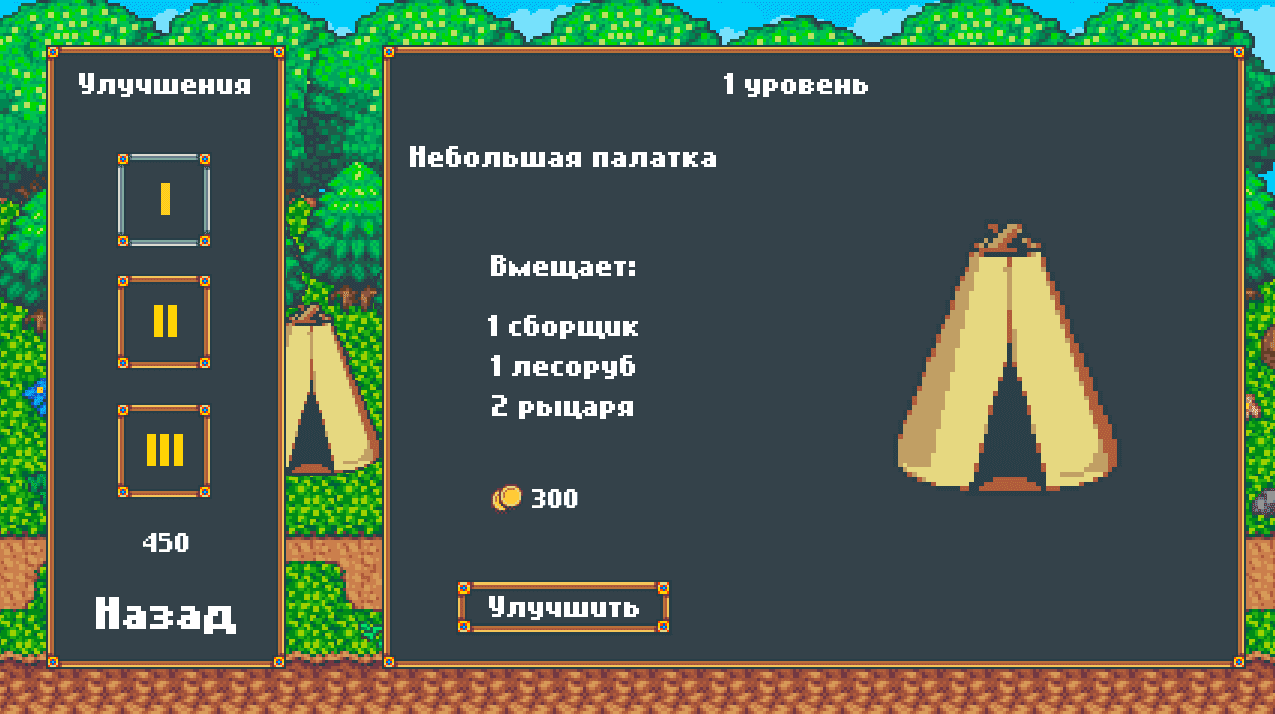 Улучшения
I
II
III
450
Назад
1 уровень
Небольшая палатка
Вмещает:
1 сборщик
1 лесоруб
2 рыцаря
300
Улучшить